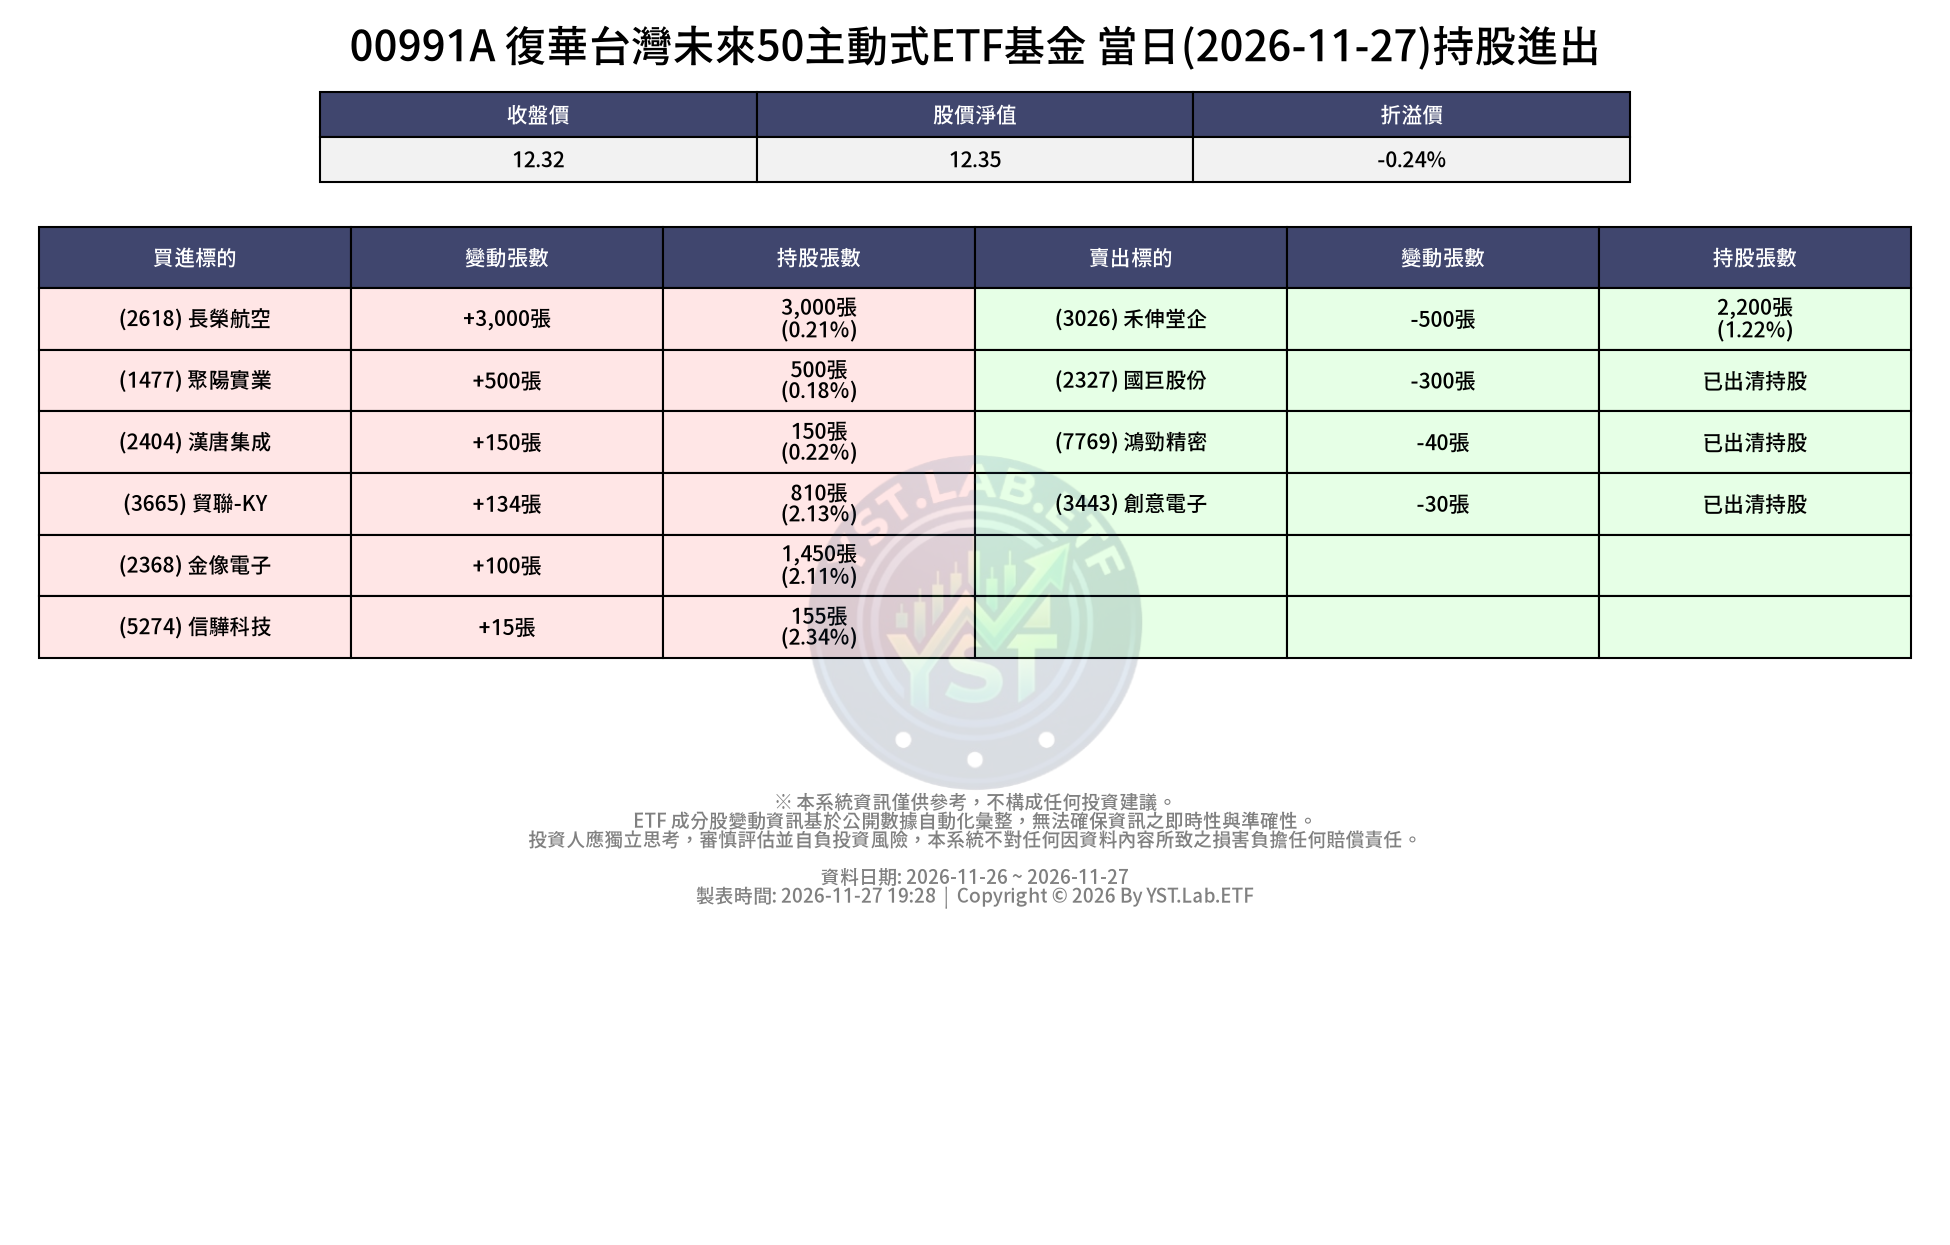 00991A 復華台灣未來50主動式ETF基金 當日(2026-11-27)持股進出
收盤價 股價淨值 折溢價
12.32 12.35 -0.24%
買進標的 變動張數 持股張數 賣出標的 變動張數 持股張數
(2618) 長榮航空 +3,000張 3,000張 (0.21%) (3026) 禾伸堂企 -500張 2,200張 (1.22%)
(1477) 聚陽實業 +500張 500張 (0.18%) (2327) 國巨股份 -300張 已出清持股
(2404) 漢唐集成 +150張 150張 (0.22%) (7769) 鴻勁精密 -40張 已出清持股
(3665) 貿聯-KY +134張 810張 (2.13%) (3443) 創意電子 -30張 已出清持股
(2368) 金像電子 +100張 1,450張 (2.11%)
(5274) 信驊科技 +15張 155張 (2.34%)
YST.LAB.ETF
YST
※ 本系統資訊僅供參考，不構成任何投資建議。
ETF 成分股變動資訊基於公開數據自動化彙整，無法確保資訊之即時性與準確性。
投資人應獨立思考，審慎評估並自負投資風險，本系統不對任何因資料內容所致之損害負擔任何賠償責任。
資料日期: 2026-11-26 ~ 2026-11-27
製表時間: 2026-11-27 19:28 | Copyright © 2026 By YST.Lab.ETF